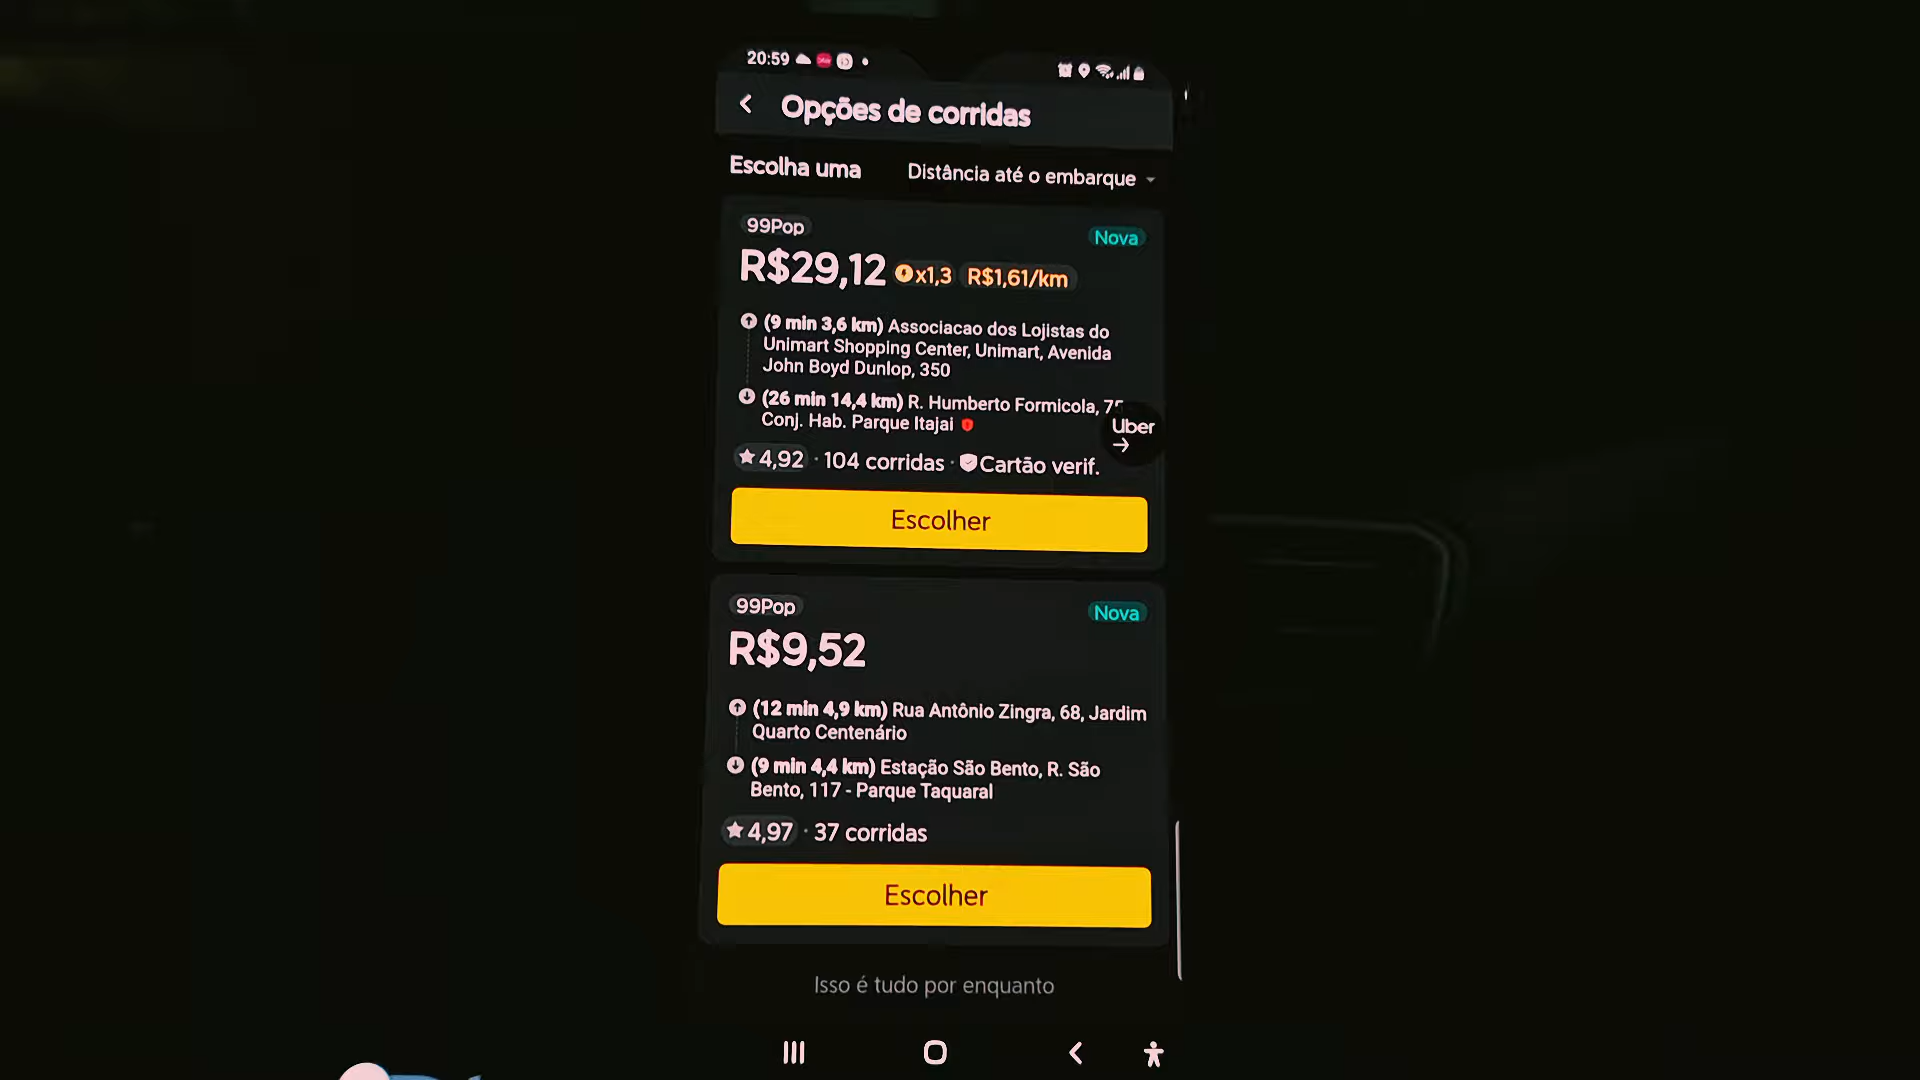 20:59
Opções de corridas
Escolha uma
Distância até o embarque
99Pop
Nova
R$29,12 x1,3 R$1,61/km
(9 min 3,6 km) Associacao dos Lojistas do
Unimart Shopping Center, Unimart, Avenida
John Boyd Dunlop, 350
(26 min 14,4 km) R. Humberto Formicola,
Conj. Hab. Parque Itajai
Uber
4,92 · 104 corridas · Cartão verif.
Escolher
99Pop
Nova
R$9,52
(12 min 4,9 km) Rua Antônio Zingra, 68, Jardim
Quarto Centenário
(9 min 4,4 km) Estação São Bento, R. São
Bento, 117 - Parque Taquaral
4,97 · 37 corridas
Escolher
Isso é tudo por enquanto